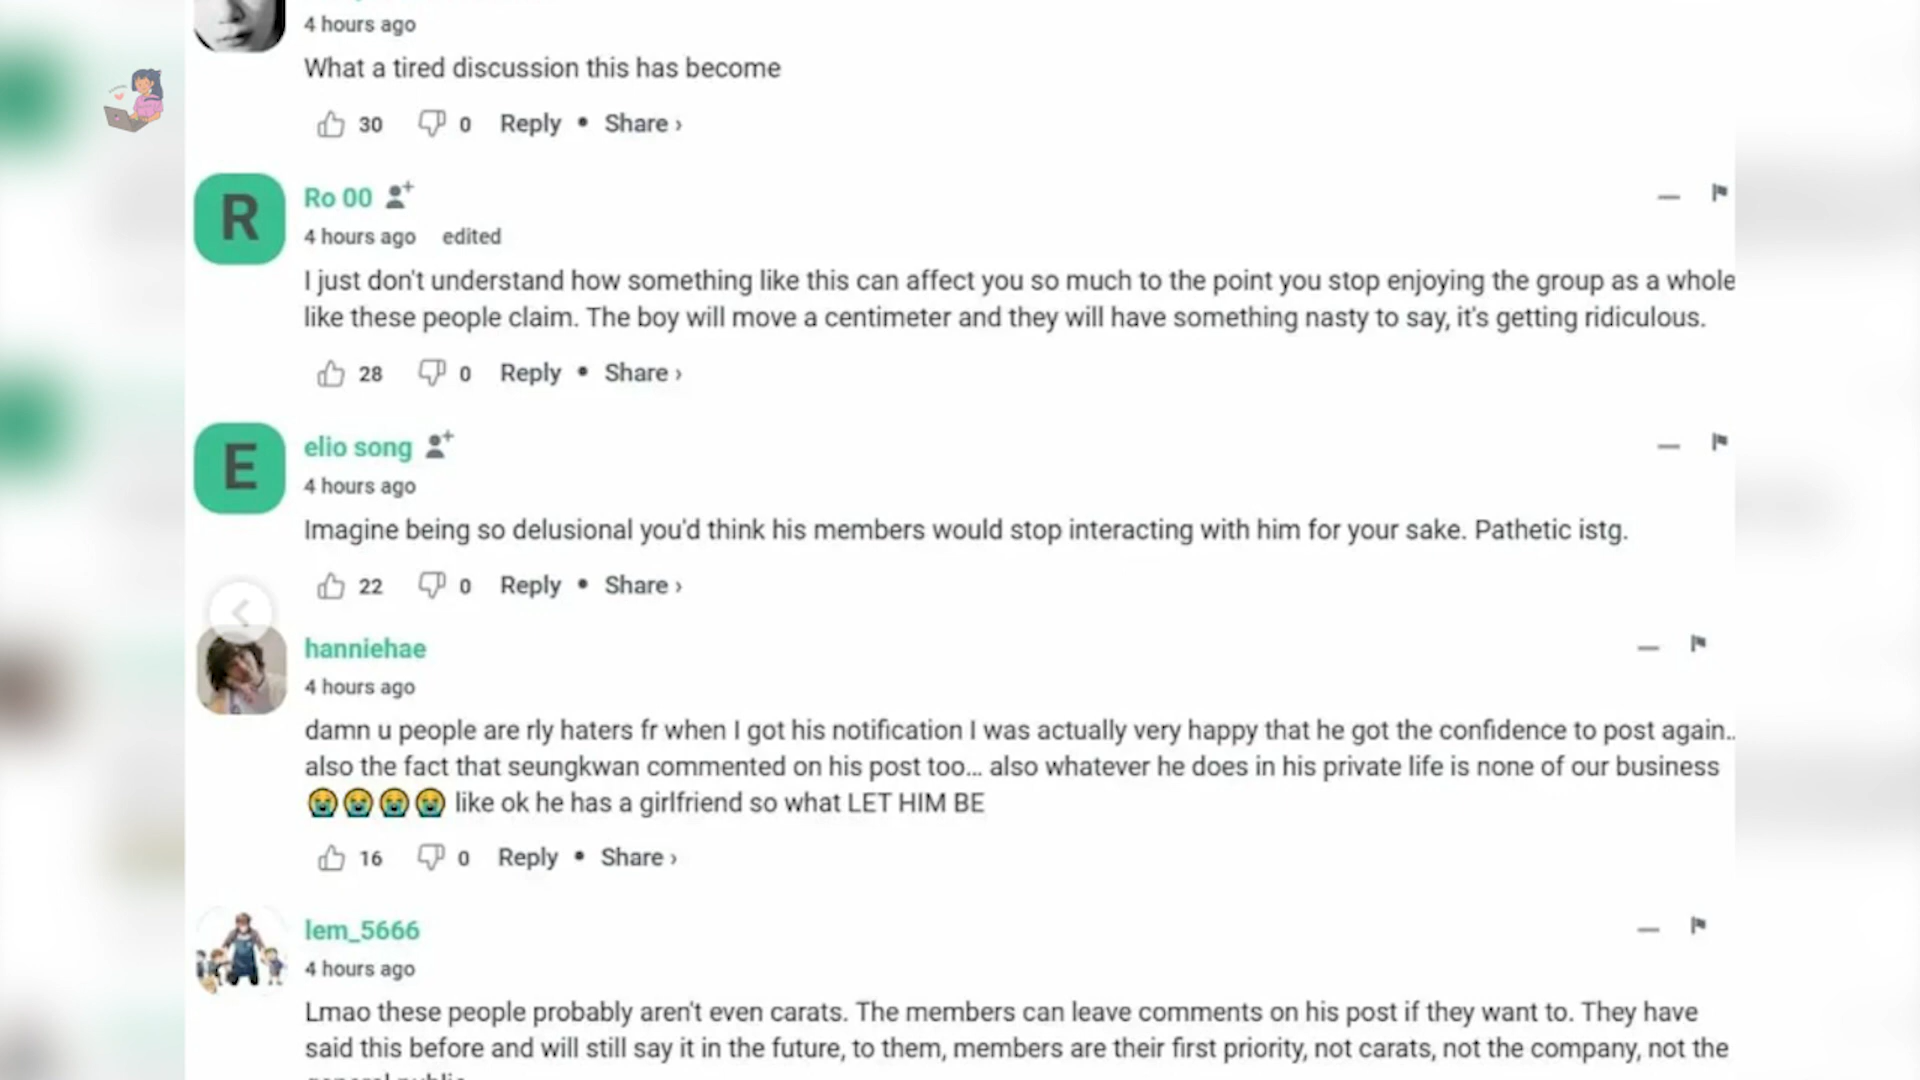 4 hours ago
What a tired discussion this has become
30 0 Reply • Share ›
R
Ro 00
4 hours ago edited
I just don't understand how something like this can affect you so much to the point you stop enjoying the group as a whole
like these people claim. The boy will move a centimeter and they will have something nasty to say, it's getting ridiculous.
28 0 Reply • Share ›
E
elio song
4 hours ago
Imagine being so delusional you'd think his members would stop interacting with him for your sake. Pathetic istg.
22 0 Reply • Share ›
hanniehae
4 hours ago
damn u people are rly haters fr when I got his notification I was actually very happy that he got the confidence to post again..
also the fact that seungkwan commented on his post too... also whatever he does in his private life is none of our business
😭😭😭😭 like ok he has a girlfriend so what LET HIM BE
16 0 Reply • Share ›
lem_5666
4 hours ago
Lmao these people probably aren't even carats. The members can leave comments on his post if they want to. They have
said this before and will still say it in the future, to them, members are their first priority, not carats, not the company, not the